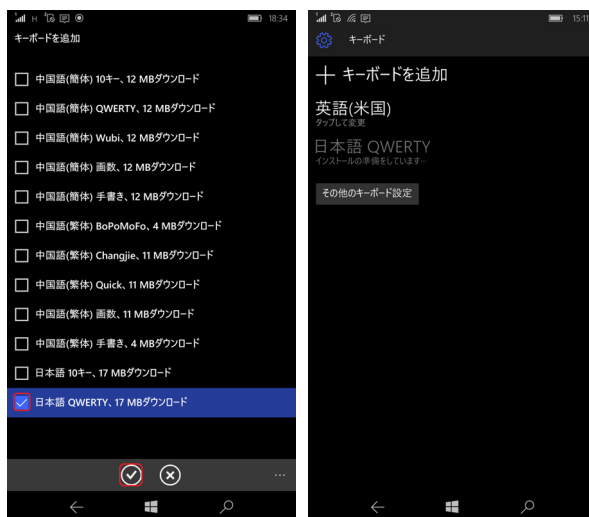 H
18:34
キーボードを追加
中国語(簡体) 10キー、12 MBダウンロード
中国語(簡体) QWERTY、12 MBダウンロード
中国語(簡体) Wubi、12 MBダウンロード
中国語(簡体) 画数、12 MBダウンロード
中国語(簡体) 手書き、12 MBダウンロード
中国語(繁体) BoPoMoFo、4 MBダウンロード
中国語(繁体) Changjie、11 MBダウンロード
中国語(繁体) Quick、11 MBダウンロード
中国語(繁体) 画数、11 MBダウンロード
中国語(繁体) 手書き、4 MBダウンロード
日本語 10キー、17 MBダウンロード
日本語 QWERTY、17 MBダウンロード
...
15:11
キーボード
キーボードを追加
英語(米国)
タップして変更
日本語 QWERTY
インストールの準備をしています…
その他のキーボード設定